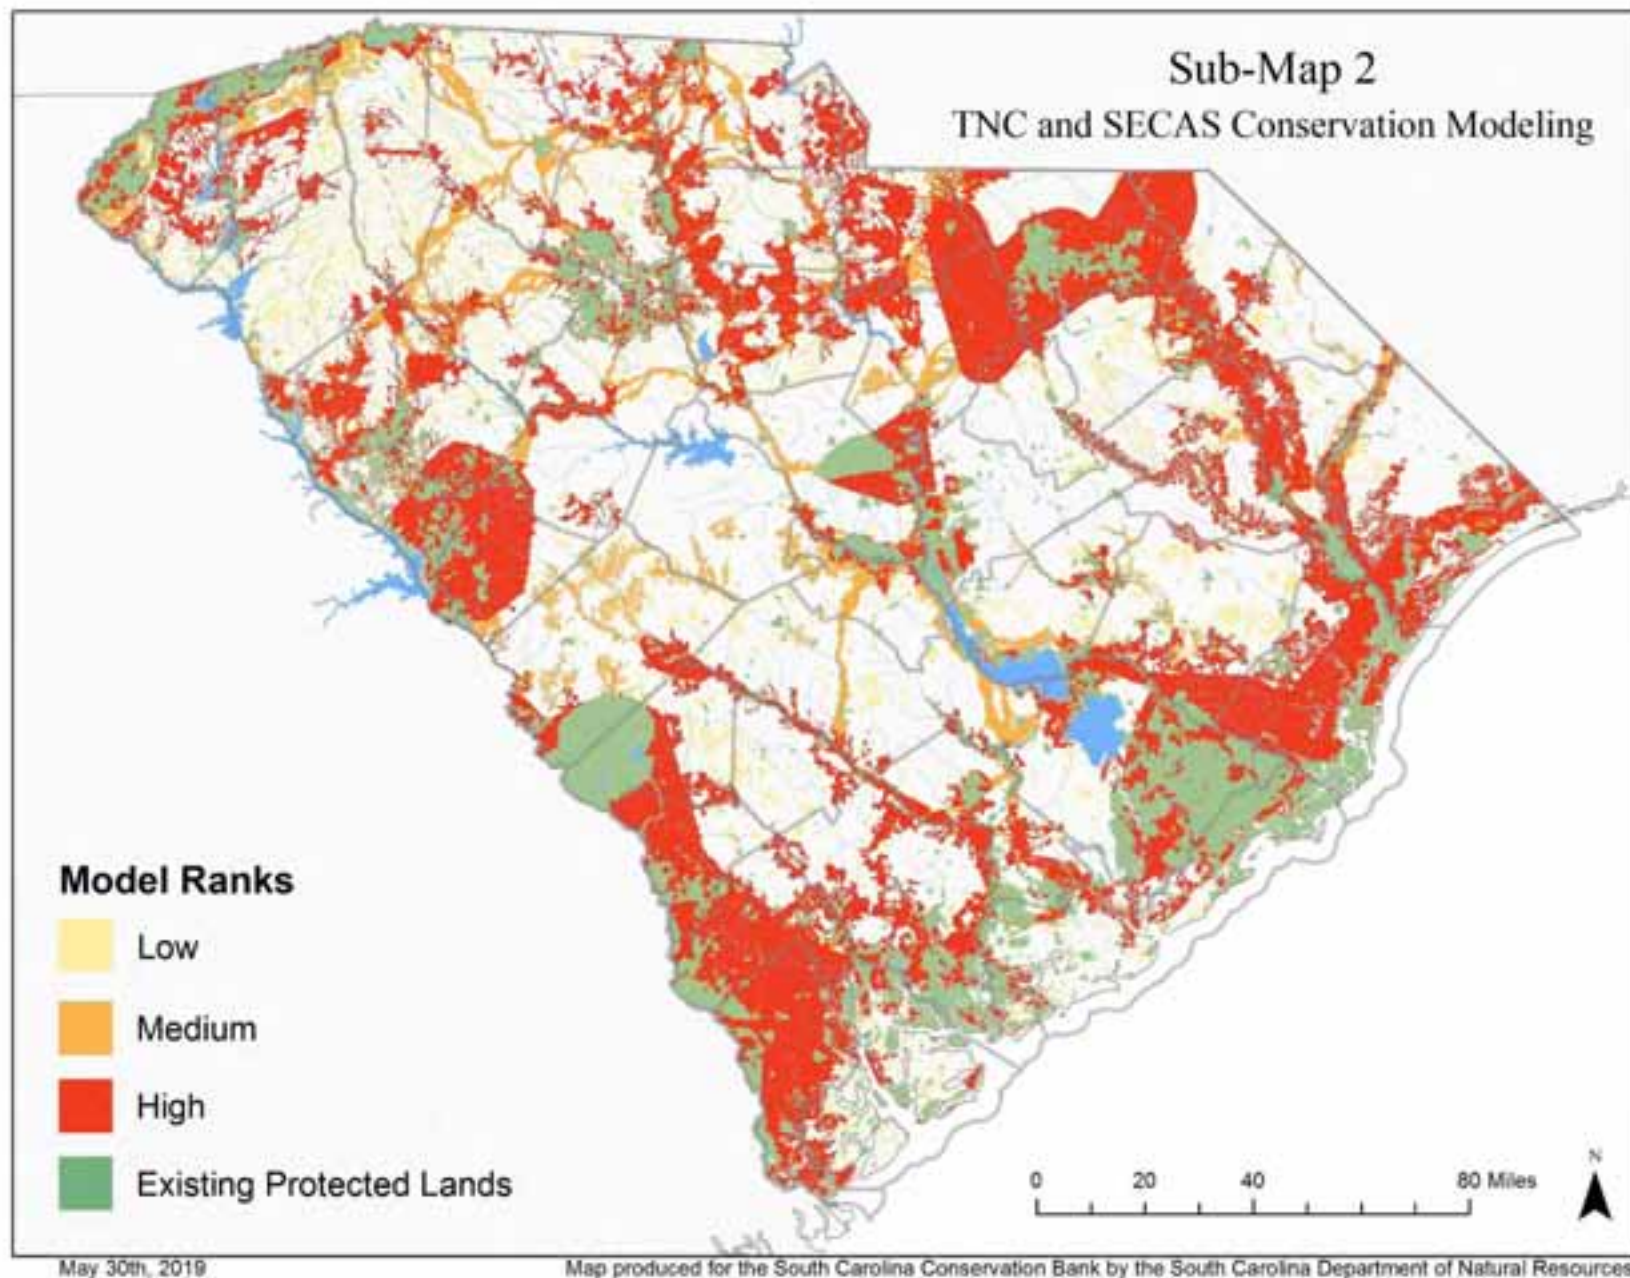 Sub-Map 2
TNC and SECAS Conservation Modeling
Model Ranks
Low
Medium
High
Existing Protected Lands
N
0 20 40 80 Miles
May 30th, 2019
Map produced for the South Carolina Conservation Bank by the South Carolina Department of Natural Resources